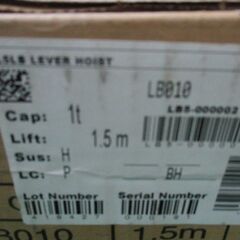 LEVER HOIST
LB010
Cap: 1t
LB5-000002
Lift: 1.5 m
Sus: H
LC: P BH
Lot Number Serial Number
1.5m